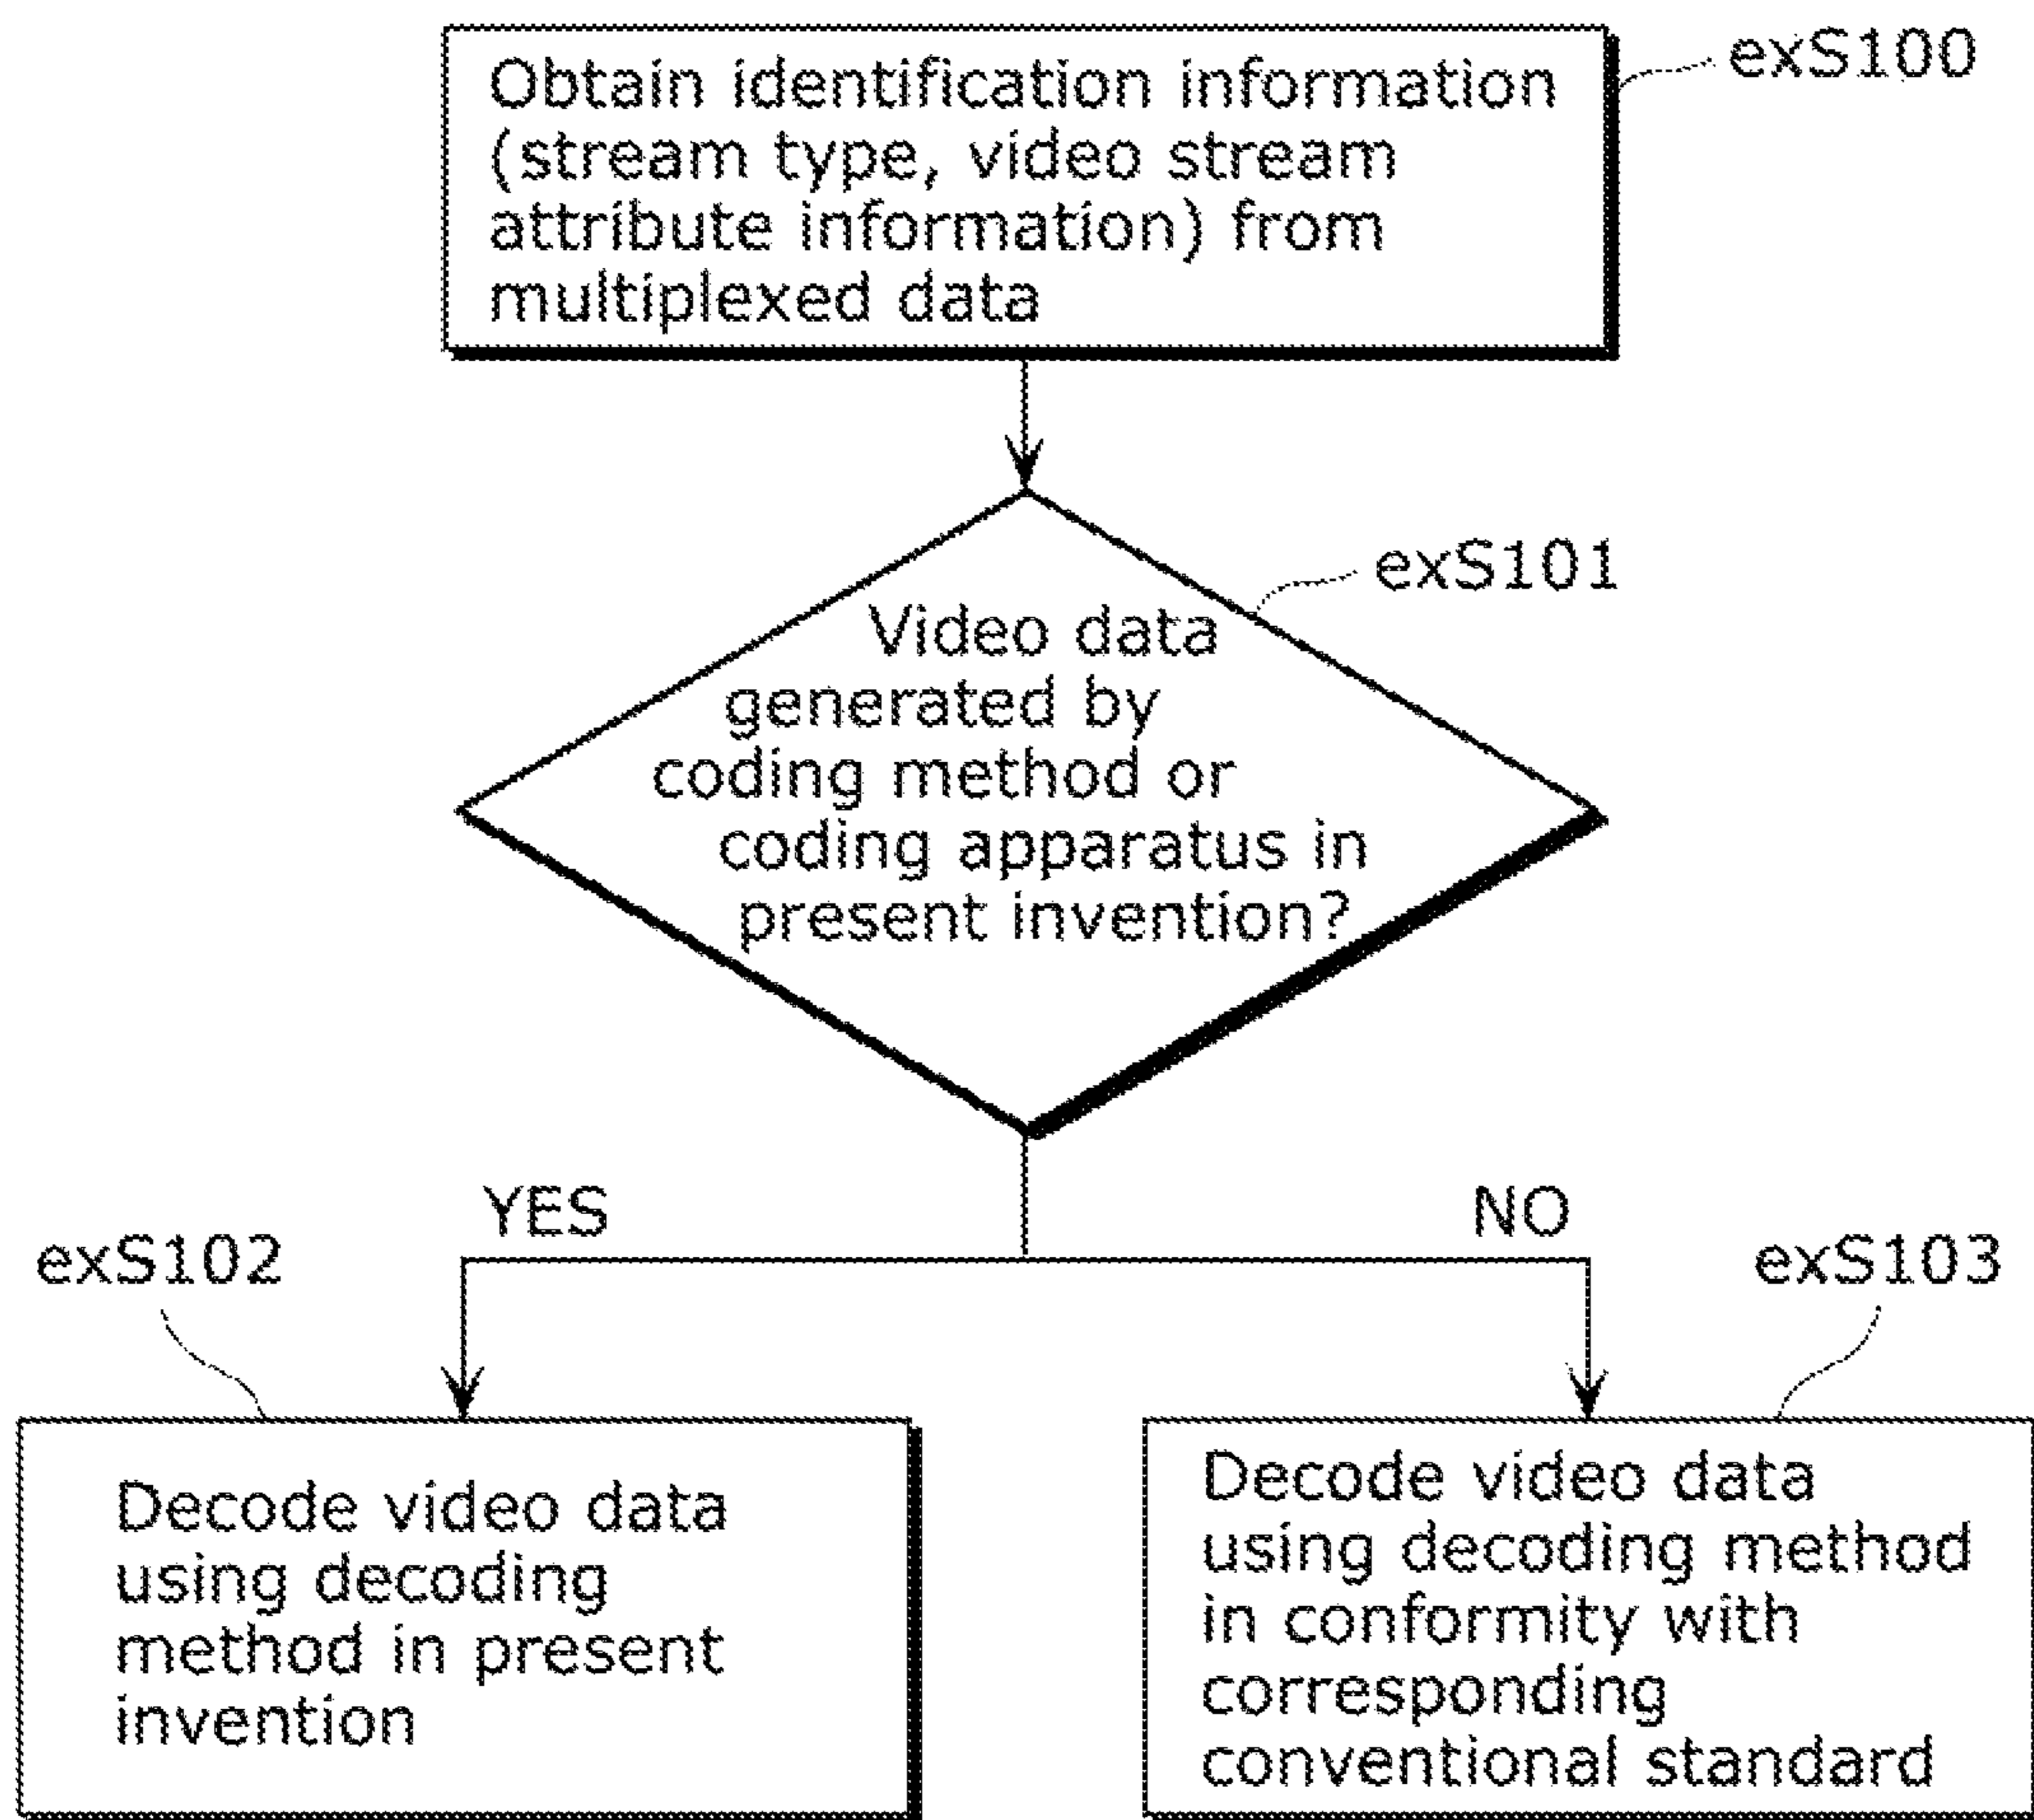 Obtain identification information
(stream type, video stream
attribute information) from
multiplexed data
exS100
exS101
Video data
generated by
coding method or
coding apparatus in
present invention?
YES
NO
exS102
exS103
Decode video data
using decoding
method in present
invention
Decode video data
using decoding method
in conformity with
corresponding
conventional standard